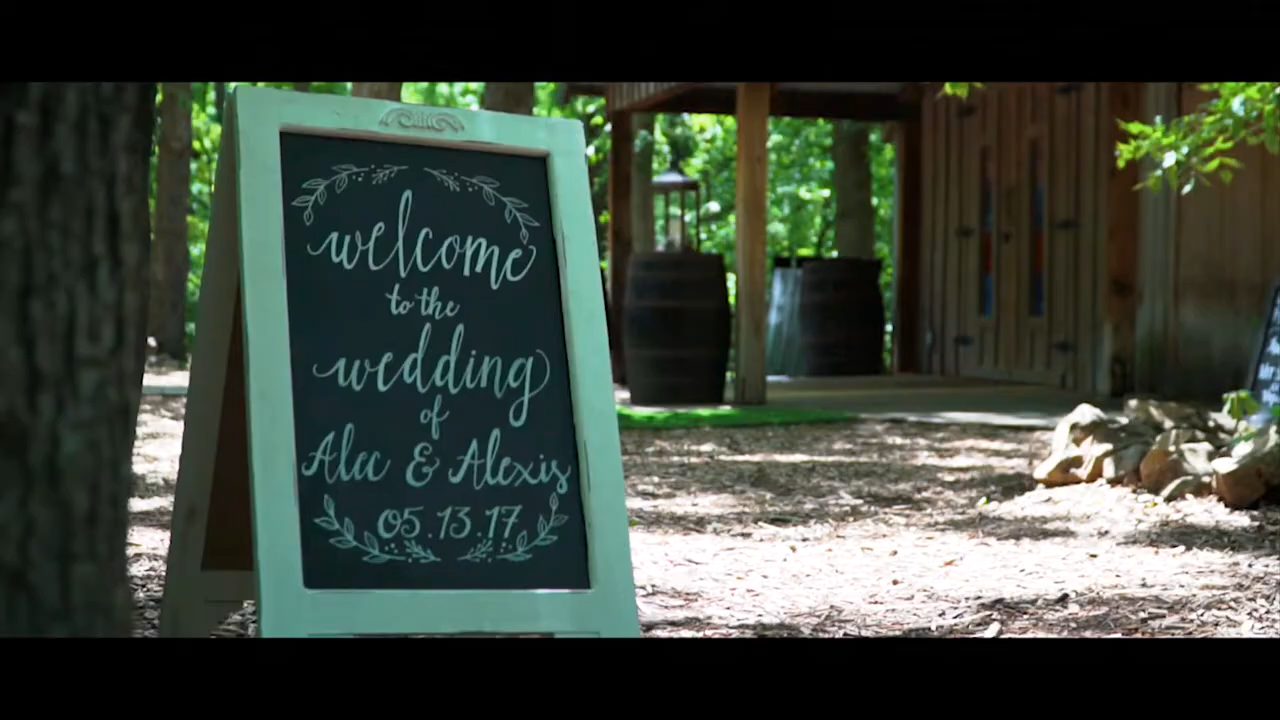 welcome
to the
wedding
of
Alec & Alexis
05.13.17